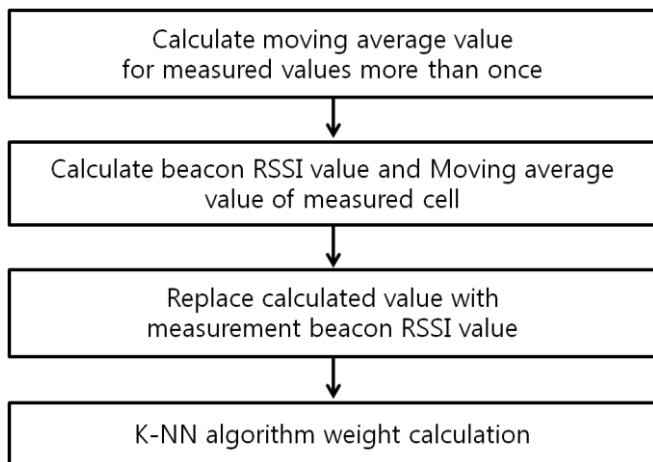 Calculate moving average value
for measured values more than once
Calculate beacon RSSI value and Moving average
value of measured cell
Replace calculated value with
measurement beacon RSSI value
K-NN algorithm weight calculation